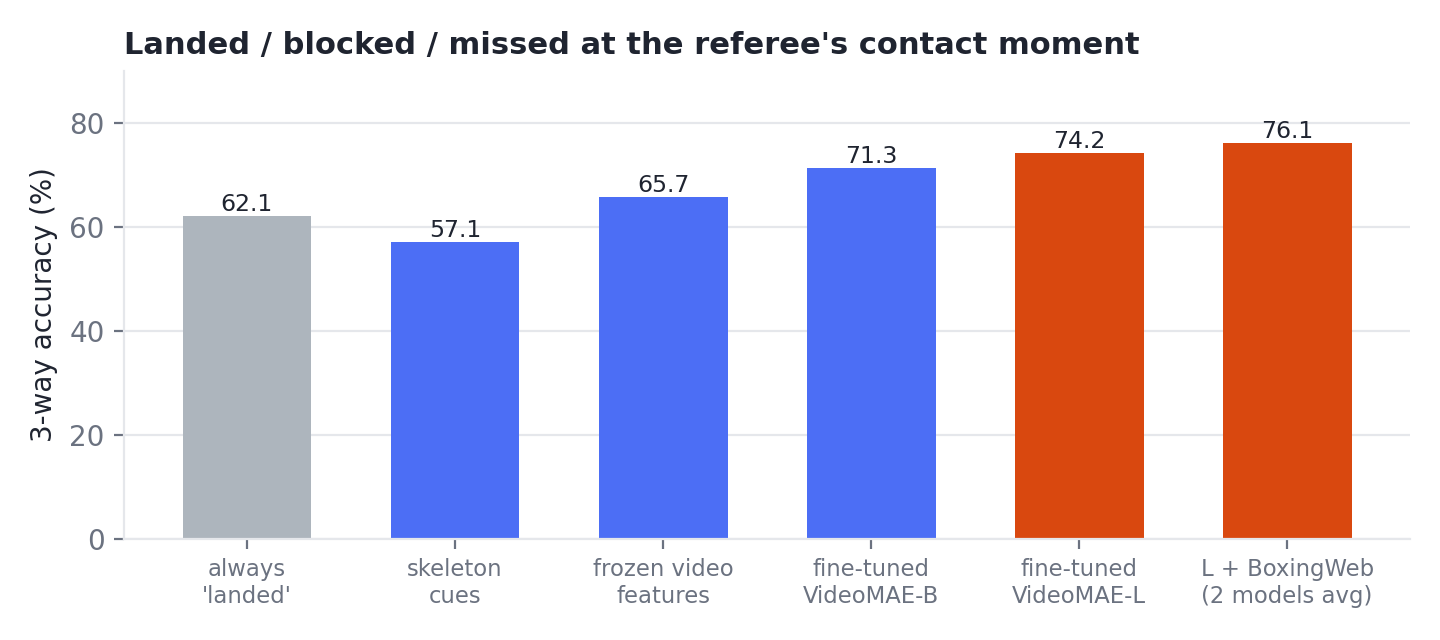 Landed / blocked / missed at the referee's contact moment
3-way accuracy (%)
80
60
40
20
0
62.1
57.1
65.7
71.3
74.2
76.1
always
'landed'
skeleton
cues
frozen video
features
fine-tuned
VideoMAE-B
fine-tuned
VideoMAE-L
L + BoxingWeb
(2 models avg)